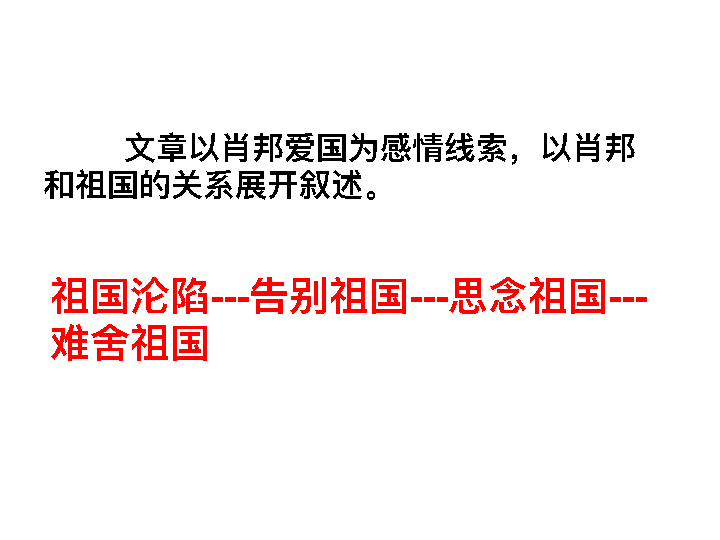 文章以肖邦爱国为感情线索，以肖邦
和祖国的关系展开叙述。
祖国沦陷---告别祖国---思念祖国---
难舍祖国